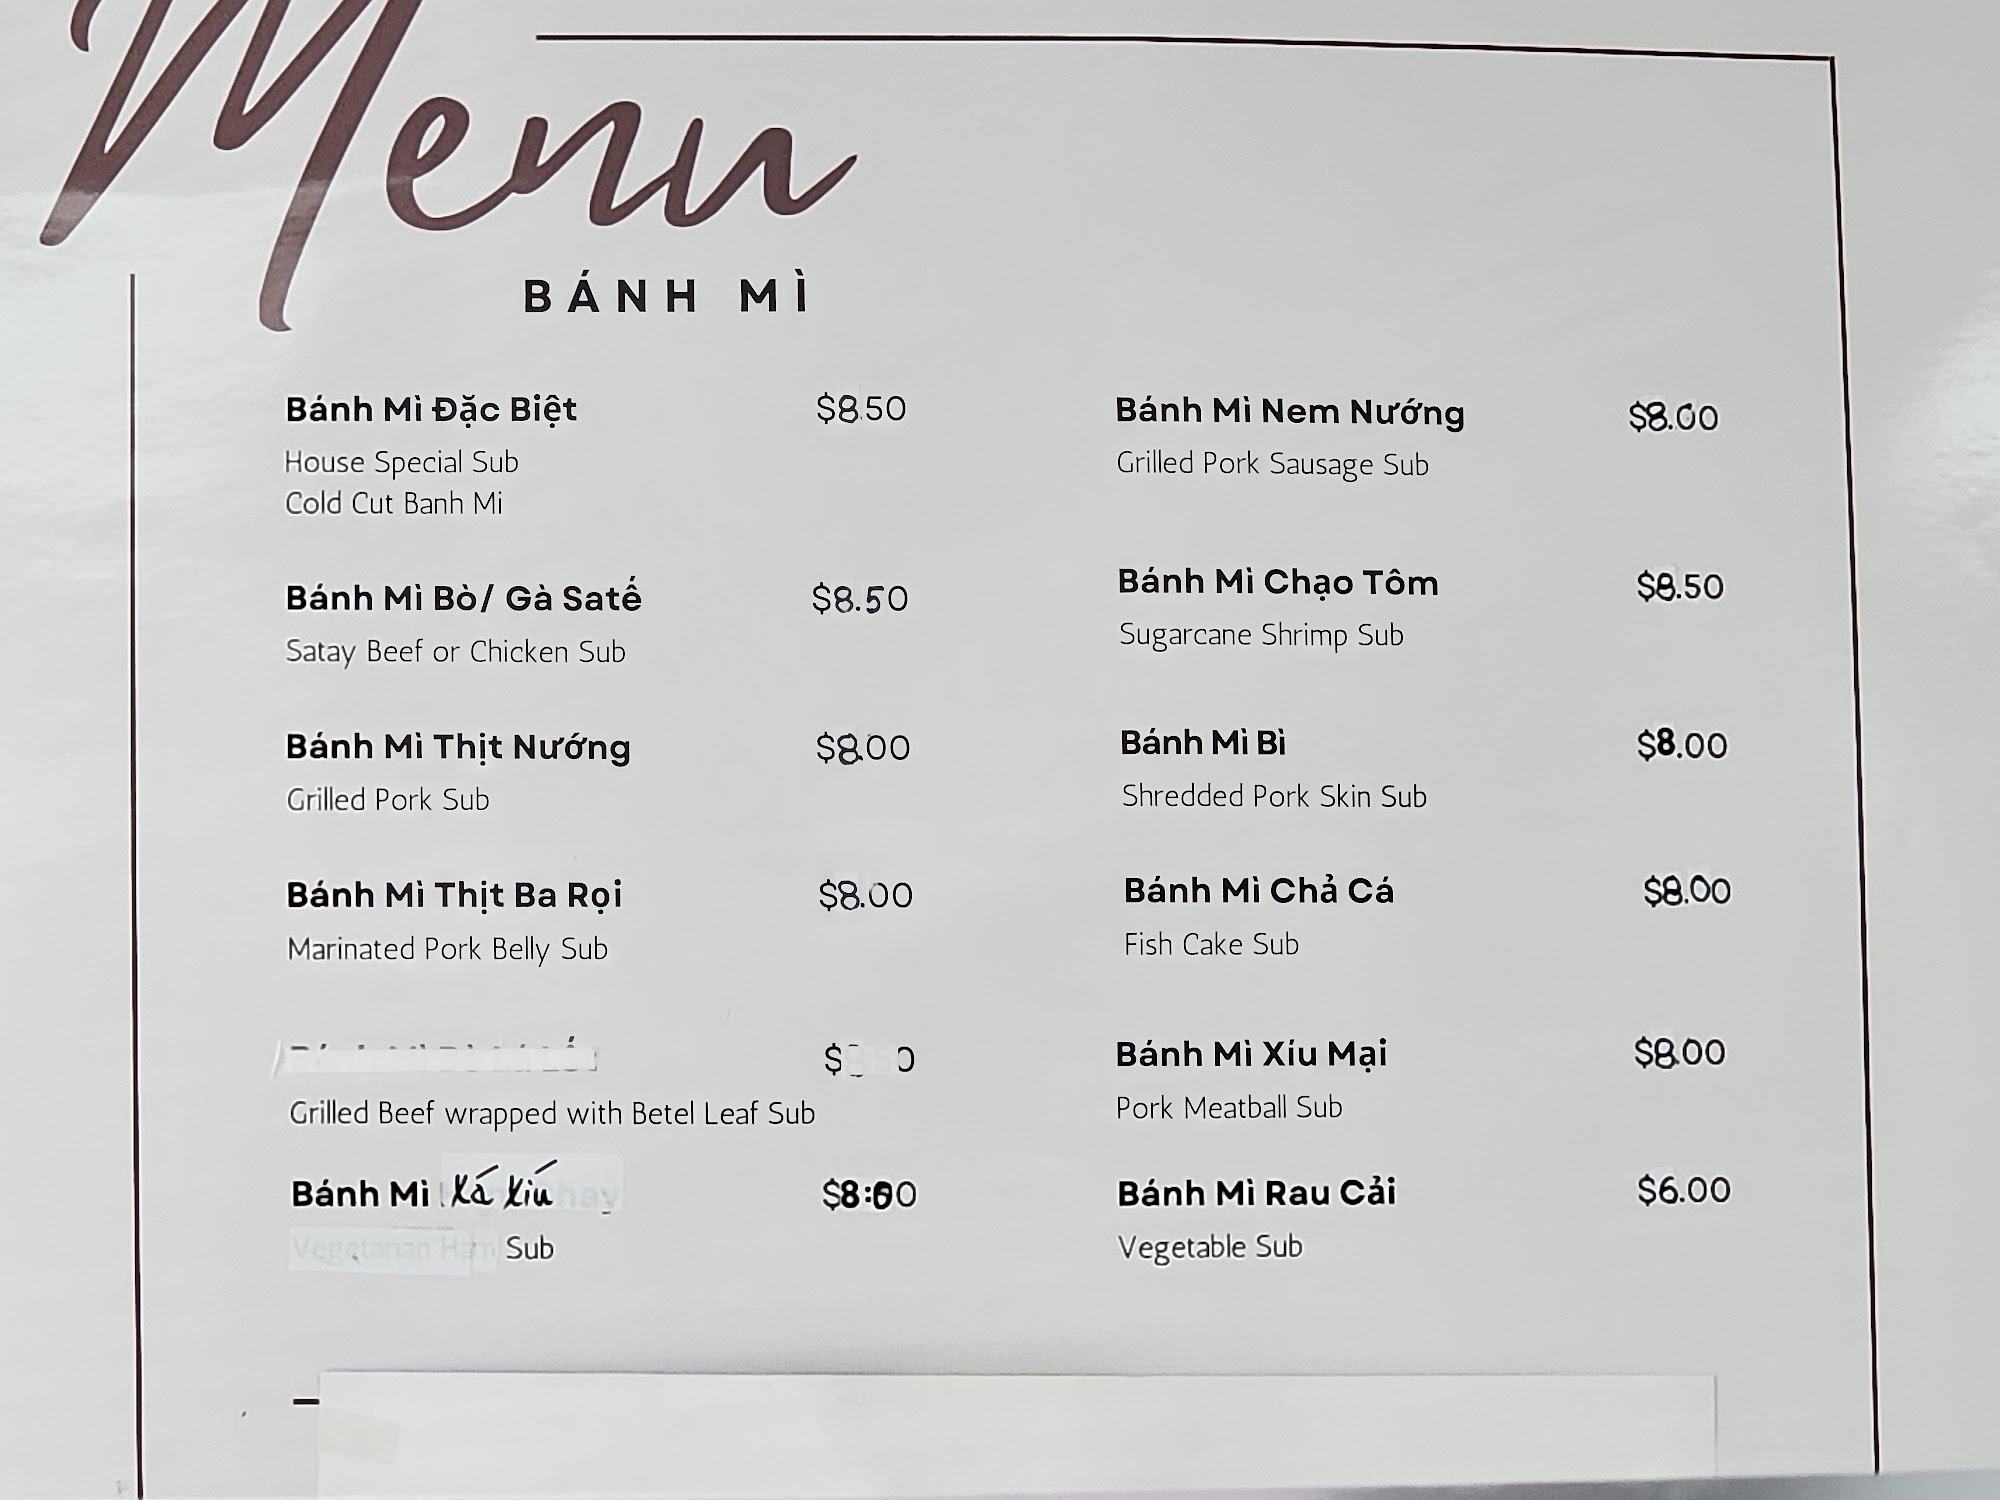 Menu
BÁNH MÌ
Bánh Mì Đặc Biệt $8.50
House Special Sub
Cold Cut Banh Mi
Bánh Mì Bò/ Gà Satế $8.50
Satay Beef or Chicken Sub
Bánh Mì Thịt Nướng $8.00
Grilled Pork Sub
Bánh Mì Thịt Ba Rọi $8.00
Marinated Pork Belly Sub
Grilled Beef wrapped with Betel Leaf Sub
Bánh Mì Xá Xíu $8:00
Vegetarian Ham Sub
Bánh Mì Nem Nướng $8.00
Grilled Pork Sausage Sub
Bánh Mì Chạo Tôm $8.50
Sugarcane Shrimp Sub
Bánh Mì Bì $8.00
Shredded Pork Skin Sub
Bánh Mì Chả Cá $8.00
Fish Cake Sub
Bánh Mì Xíu Mại $8.00
Pork Meatball Sub
Bánh Mì Rau Cải $6.00
Vegetable Sub